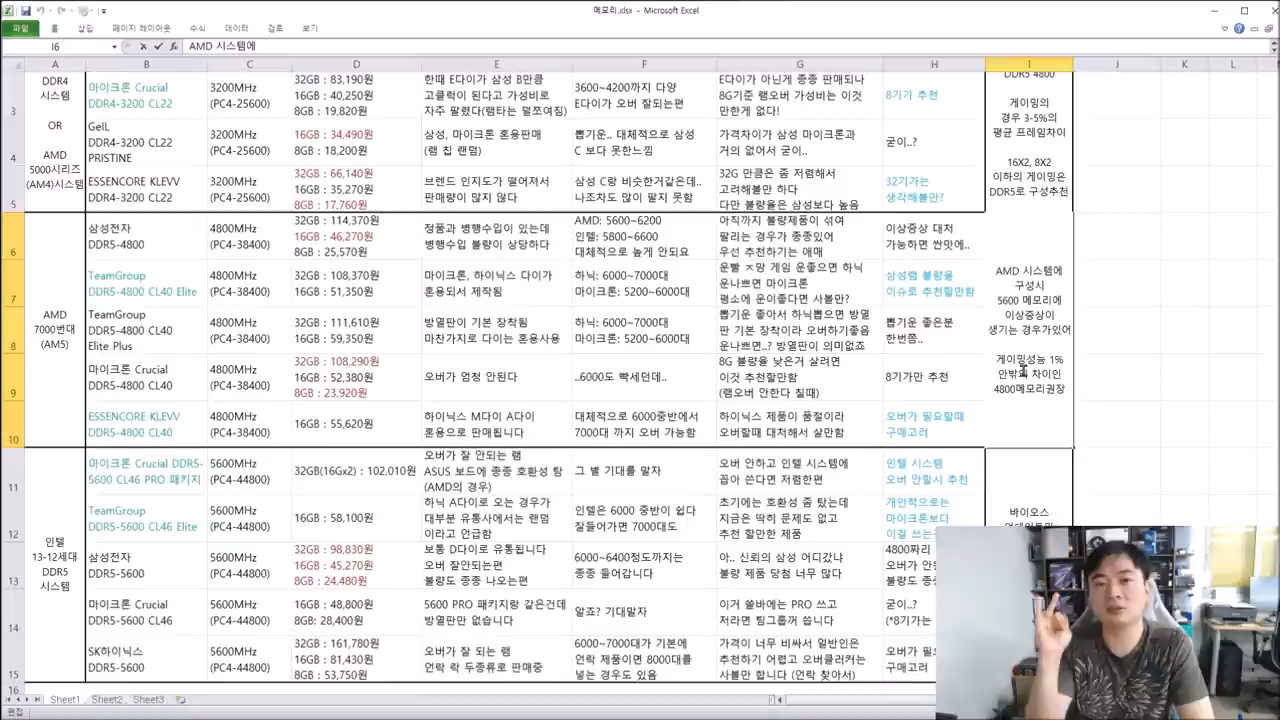 메모리.xlsx - Microsoft Excel
파일 홈 삽입 페이지 레이아웃 수식 데이터 검토 보기
I6 AMD 시스템에
A B C D E F G H I J K L
DDR4
시스템
OR
AMD
5000시리즈
(AM4)시스템
3
마이크론 Crucial
DDR4-3200 CL22
3200MHz
(PC4-25600)
32GB : 83,190원
16GB : 40,250원
8GB : 19,820원
한때 E다이가 삼성 B만큼
고클럭이 된다고 가성비로
자주 팔렸다(램타는 덜쪼여짐)
3600~4200까지 다양
E다이가 오버 잘되는편
E다이가 아닌게 종종 판매되나
8G기준 램오버 가성비는 이것
만한게 없다!
8기가 추천
4
GeIL
DDR4-3200 CL22
PRISTINE
3200MHz
(PC4-25600)
16GB : 34,490원
8GB : 18,200원
삼성, 마이크론 혼용판매
(램 칩 랜덤)
뽑기운.. 대체적으로 삼성
C 보다 못한느낌
가격차이가 삼성 마이크론과
거의 없어서 굳이..
굳이..?
5
ESSENCORE KLEVV
DDR4-3200 CL22
3200MHz
(PC4-25600)
32GB : 66,140원
16GB : 35,270원
8GB : 17,760원
브렌드 인지도가 떨어져서
판매량이 많지 않다
삼성 C랑 비슷한거같은데..
나조차도 많이 팔지 못함
32G 만큼은 줌 저렴해서
고려해볼만 하다
다만 불량율은 삼성보다 높음
32기가는
생각해볼만?
DDR5 4800
게이밍의
경우 3-5%의
평균 프레임차이
16X2, 8X2
이하의 게이밍은
DDR5로 구성추천
AMD
7000번대
(AM5)
6
삼성전자
DDR5-4800
4800MHz
(PC4-38400)
32GB : 114,370원
16GB : 46,270원
8GB : 25,570원
정품과 병행수입이 있는데
병행수입 불량이 상당하다
AMD: 5600~6200
인텔: 5800~6600
대체적으로 높게 안되요
아직까지 불량제품이 섞여
팔리는 경우가 종종있어
우선 추천하기는 애매
이상증상 대처
가능하면 싼맛에..
7
TeamGroup
DDR5-4800 CL40 Elite
4800MHz
(PC4-38400)
32GB : 108,370원
16GB : 51,350원
마이크론, 하이닉스 다이가
혼용되서 제작됨
하닉: 6000~7000대
마이크론: 5200~6000대
운빨 ㅈ망 게임 운좋으면 하닉
운나쁘면 마이크론
평소에 운이좋다면 사볼만?
삼성램 불량율
이슈로 추천할만함
8
TeamGroup
DDR5-4800 CL40
Elite Plus
4800MHz
(PC4-38400)
32GB : 111,610원
16GB : 59,350원
방열판이 기본 장착됨
마찬가지로 다이는 혼용사용
하닉: 6000~7000대
마이크론: 5200~6000대
뽑기운 좋아서 하닉뽑으면 방열
판 기본 장착이라 오버하기좋음
운나쁘면..? 방열판이 의미없죠
뽑기운 좋은분
한번쯤..
9
마이크론 Crucial
DDR5-4800 CL40
4800MHz
(PC4-38400)
32GB : 108,290원
16GB : 52,380원
8GB : 23,920원
오버가 엄청 안된다
..6000도 빡세던데..
8G 불량율 낮은거 살려면
이것 추천할만함
(램오버 안한다 칠때)
8기가만 추천
10
ESSENCORE KLEVV
DDR5-4800 CL40
4800MHz
(PC4-38400)
16GB : 55,620원
하이닉스 M다이 A다이
혼용으로 판매됩니다
대체적으로 6000중반에서
7000대 까지 오버 가능함
하이닉스 제품이 품절이라
오버할때 대처해서 살만함
오버가 필요할때
구매고려
AMD 시스템에
구성시
5600 메모리에
이상증상이
생기는 경우가있어
게이밍성능 1%
안밖의 차이인
4800메모리권장
인텔
13-12세대
DDR5
시스템
11
마이크론 Crucial DDR5-
5600 CL46 PRO 패키지
5600MHz
(PC4-44800)
32GB(16Gx2) : 102,010원
오버가 잘 안되는 램
ASUS 보드에 종종 호환성 탐
(AMD의 경우)
그 별 기대를 말자
오버 안하고 인텔 시스템에
꼽아 쓴다면 저렴한편
인텔 시스템
오버 안할시 추천
12
TeamGroup
DDR5-5600 CL46 Elite
5600MHz
(PC4-44800)
16GB : 58,100원
하닉 A다이로 오는 경우가
대부분 유통사에서는 랜덤
이라고 언급함
인텔은 6000 중반이 쉽다
잘들어가면 7000대도
초기에는 호환성 줌 탔는데
지금은 딱히 문제도 없고
추천 할만한 제품
개인적으로는
마이크론보다
이걸 쓰는
13
삼성전자
DDR5-5600
5600MHz
(PC4-44800)
32GB : 98,830원
16GB : 45,270원
8GB : 24,480원
보통 D다이로 유통됩니다
오버 잘안되는편
불량도 종종 나오는편
6000~6400정도까지는
종종 들어갑니다
아.. 신뢰의 삼성 어디갔냐
불량 제품 당첨 너무 많다
4800짜리
오버가 안
불량도 종
14
마이크론 Crucial
DDR5-5600 CL46
5600MHz
(PC4-44800)
16GB : 48,800원
8GB: 28,400원
5600 PRO 패키지랑 같은건데
방열판만 없습니다
알죠? 기대말자
이거 쓸바에는 PRO 쓰고
저라면 팀그룹꺼 씁니다
굳이..?
(*8기가는
15
SK하이닉스
DDR5-5600
5600MHz
(PC4-44800)
32GB : 161,780원
16GB : 81,430원
8GB : 53,750원
오버가 잘 되는 램
연락 락 두종류로 판매중
6000~7000대가 기본에
언락 제품이면 8000대를
넣는 경우도 있음
가격이 너무 비싸서 일반인은
추천하기 어렵고 오버클러커는
사볼만 합니다 (언락 찾아서)
오버가 필요
구매고려
바이오스
16
Sheet1 Sheet2 Sheet3
편집